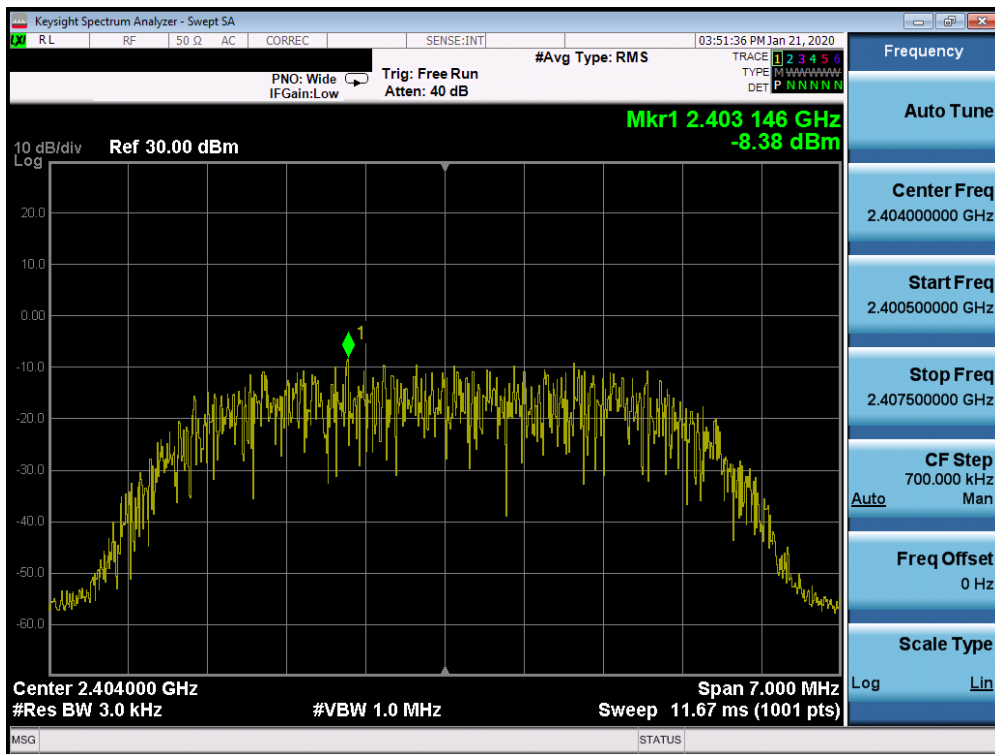 Keysight Spectrum Analyzer - Swept SA
LXI RL RF 50 Ω AC CORREC SENSE:INT 03:51:36 PM Jan 21, 2020
#Avg Type: RMS TRACE 1 2 3 4 5 6
PNO: Wide Trig: Free Run TYPE M W W W W W
IFGain:Low Atten: 40 dB DET P N N N N N
Mkr1 2.403 146 GHz
-8.38 dBm
10 dB/div Ref 30.00 dBm
Log
20.0
10.0
0.00
1
-10.0
-20.0
-30.0
-40.0
-50.0
-60.0
Center 2.404000 GHz Span 7.000 MHz
#Res BW 3.0 kHz #VBW 1.0 MHz Sweep 11.67 ms (1001 pts)
MSG STATUS
Frequency
Auto Tune
Center Freq
2.404000000 GHz
Start Freq
2.400500000 GHz
Stop Freq
2.407500000 GHz
CF Step
700.000 kHz
Auto Man
Freq Offset
0 Hz
Scale Type
Log Lin